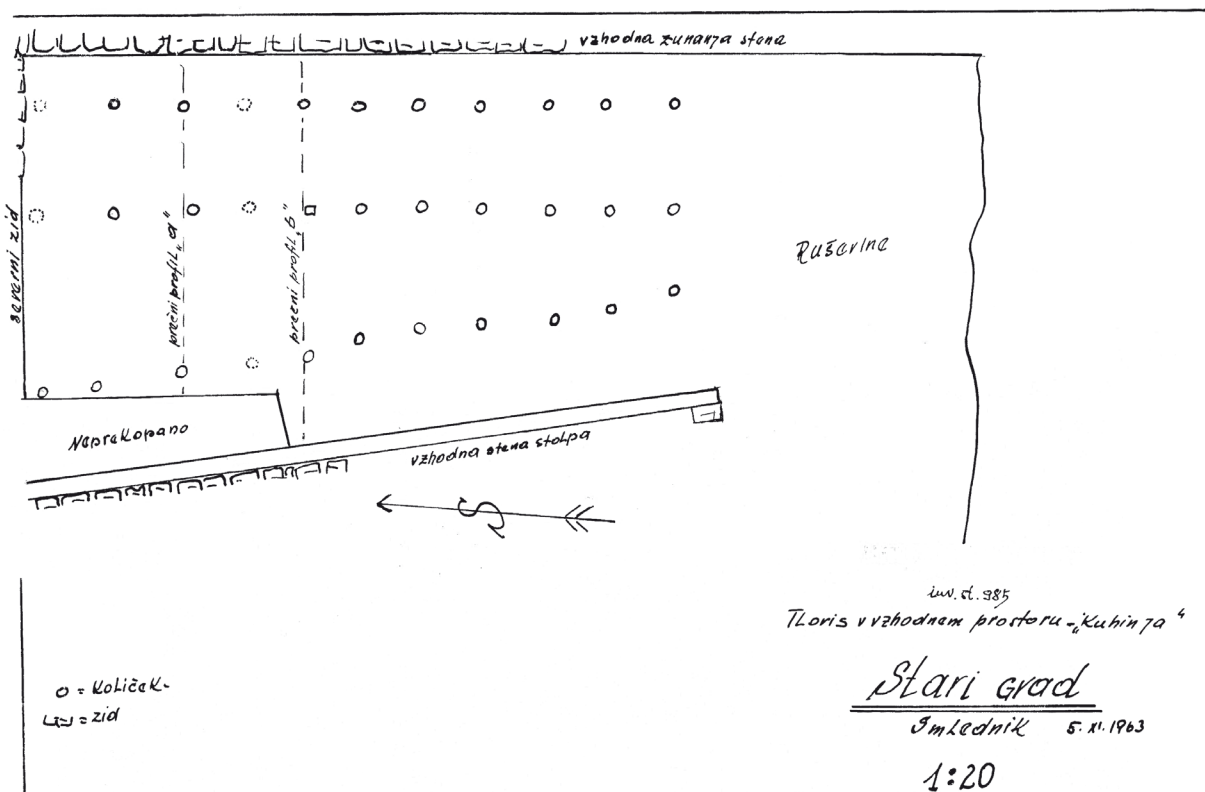 vzhodna zunanja stena
severni zid
prečni profil „a"
prečni profil „b"
Ruševine
Neprekopano
vzhodna stena stolpa
S
inv. št. 985
Tloris v vzhodnem prostoru - „Kuhinja"
Stari grad
Smlednik 5. XI. 1963
1:20
o = Količek
= zid